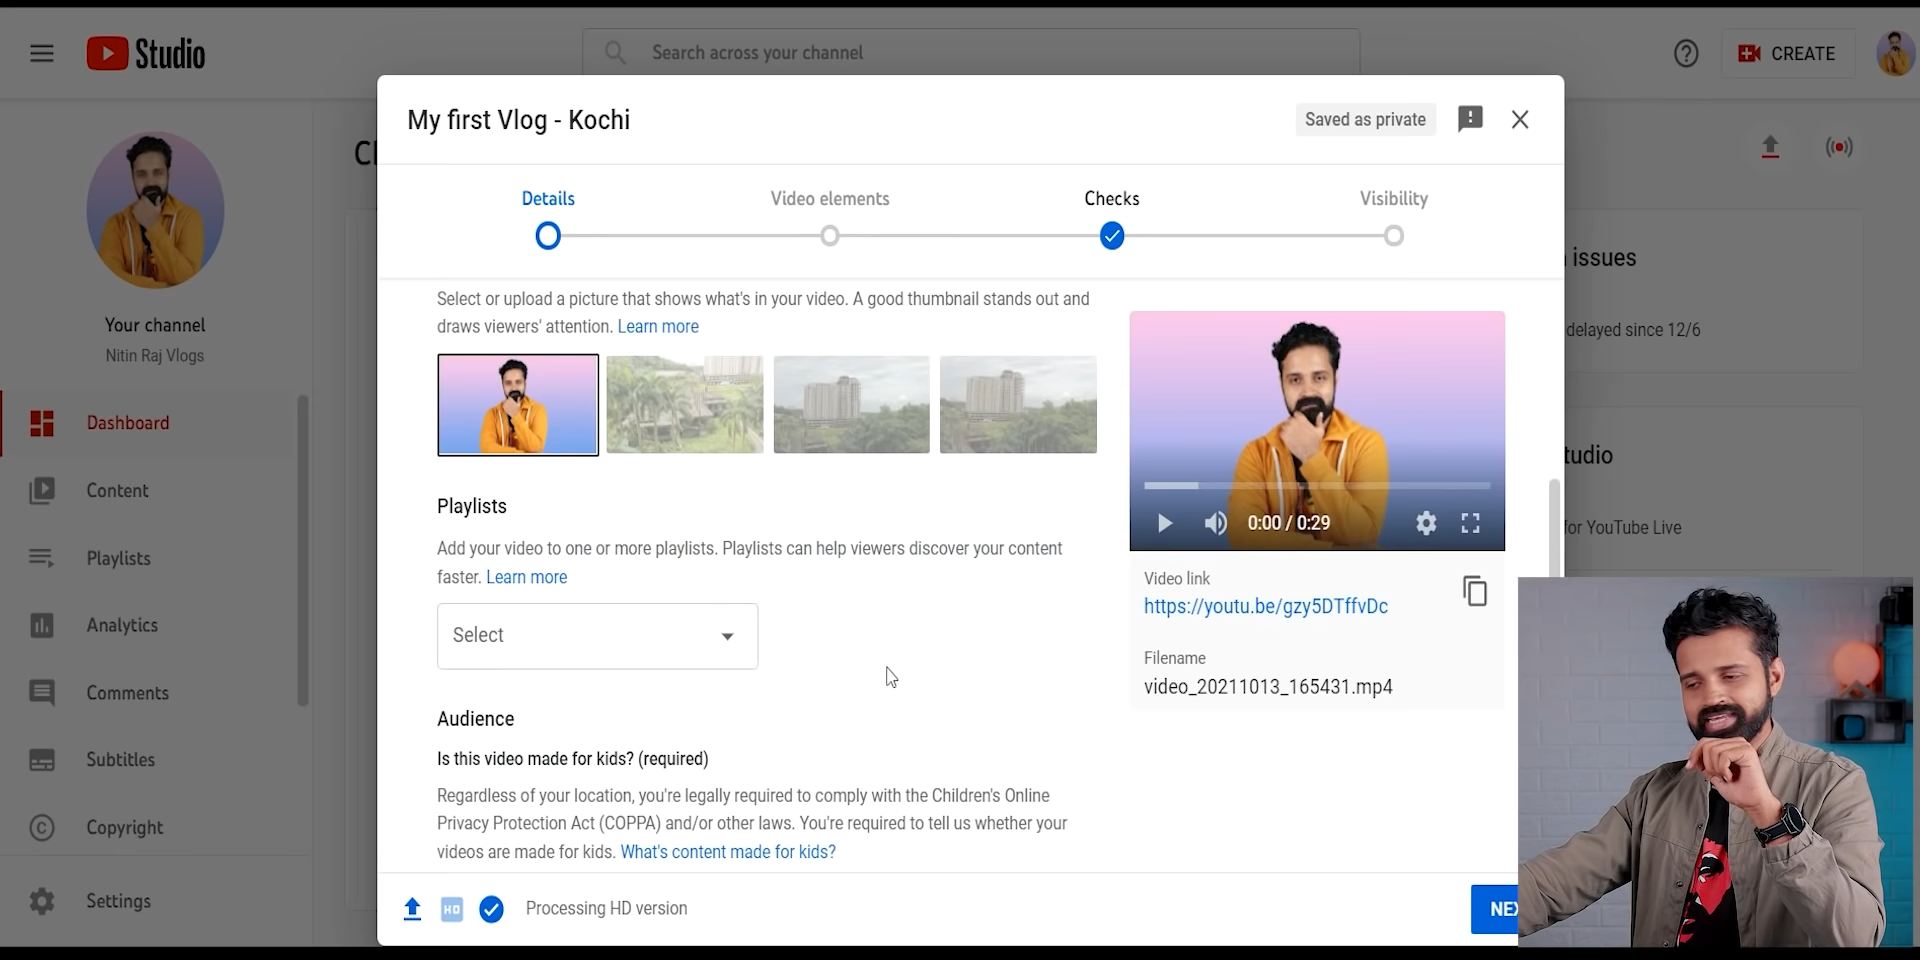 Studio
Search across your channel
CREATE
My first Vlog - Kochi
Saved as private
Details
Video elements
Checks
Visibility
Your channel
Nitin Raj Vlogs
Dashboard
Content
Playlists
Analytics
Comments
Subtitles
Copyright
Settings
Select or upload a picture that shows what's in your video. A good thumbnail stands out and
draws viewers' attention. Learn more
Playlists
Add your video to one or more playlists. Playlists can help viewers discover your content
faster. Learn more
Select
Audience
Is this video made for kids? (required)
Regardless of your location, you're legally required to comply with the Children's Online
Privacy Protection Act (COPPA) and/or other laws. You're required to tell us whether your
videos are made for kids. What's content made for kids?
0:00 / 0:29
Video link
https://youtu.be/gzy5DTffvDc
Filename
video_20211013_165431.mp4
HD
Processing HD version
issues
delayed since 12/6
for YouTube Live